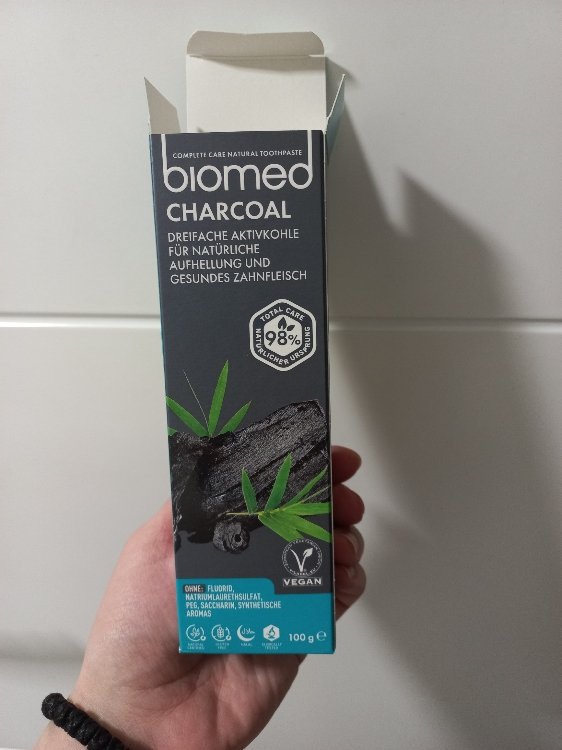 COMPLETE CARE NATURAL TOOTHPASTE
biomed
CHARCOAL
DREIFACHE AKTIVKOHLE
FÜR NATÜRLICHE
AUFHELLUNG UND
GESUNDES ZAHNFLEISCH
TOTAL CARE
98%
NATÜRLICHER URSPRUNG
VEGAN
OHNE: FLUORID,
NATRIUMLAURETHSULFAT,
PEG, SACCHARIN, SYNTHETISCHE
AROMAS
HALAL
100 g ℮